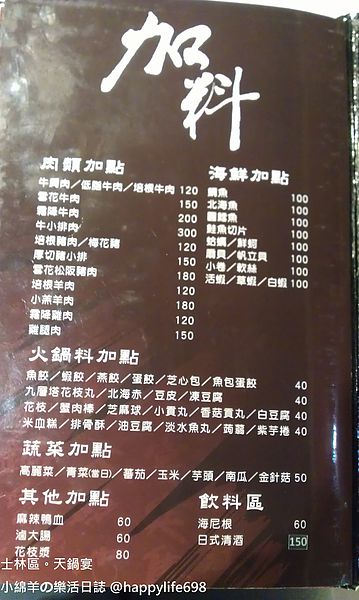 加料
肉類加點
牛肩肉／低脂牛肉／培根牛肉 120
雪花牛肉 150
霜降牛肉 200
牛小排肉 300
培根豬肉／梅花豬 120
厚切豬小排 150
雪花松阪豬肉 180
培根羊肉 120
小羔羊肉 180
霜降雞肉 120
雞腿肉 150
海鮮加點
鯛魚 100
北海魚 100
100
鮭魚切片 100
蛤蠣／鮮蚵 100
扇貝／帆立貝 100
小卷／軟絲 100
活蝦／草蝦／白蝦 100
火鍋料加點
魚餃／蝦餃／燕餃／蛋餃／芝心包／魚包蛋餃 40
九層塔花枝丸／北海赤／豆皮／凍豆腐 40
花枝／蟹肉棒／芝麻球／小貢丸／香菇貢丸／白豆腐 40
米血糕／排骨酥／油豆腐／淡水魚丸／蒟蒻／紫芋捲 40
蔬菜加點
高麗菜／青菜(當日)／番茄／玉米／芋頭／南瓜／金針菇 50
其他加點
麻辣鴨血 60
滷大腸 60
花枝漿 80
飲料區
海尼根 60
日式清酒 150
士林區。天鍋宴
小綿羊の樂活日誌 @happylife698